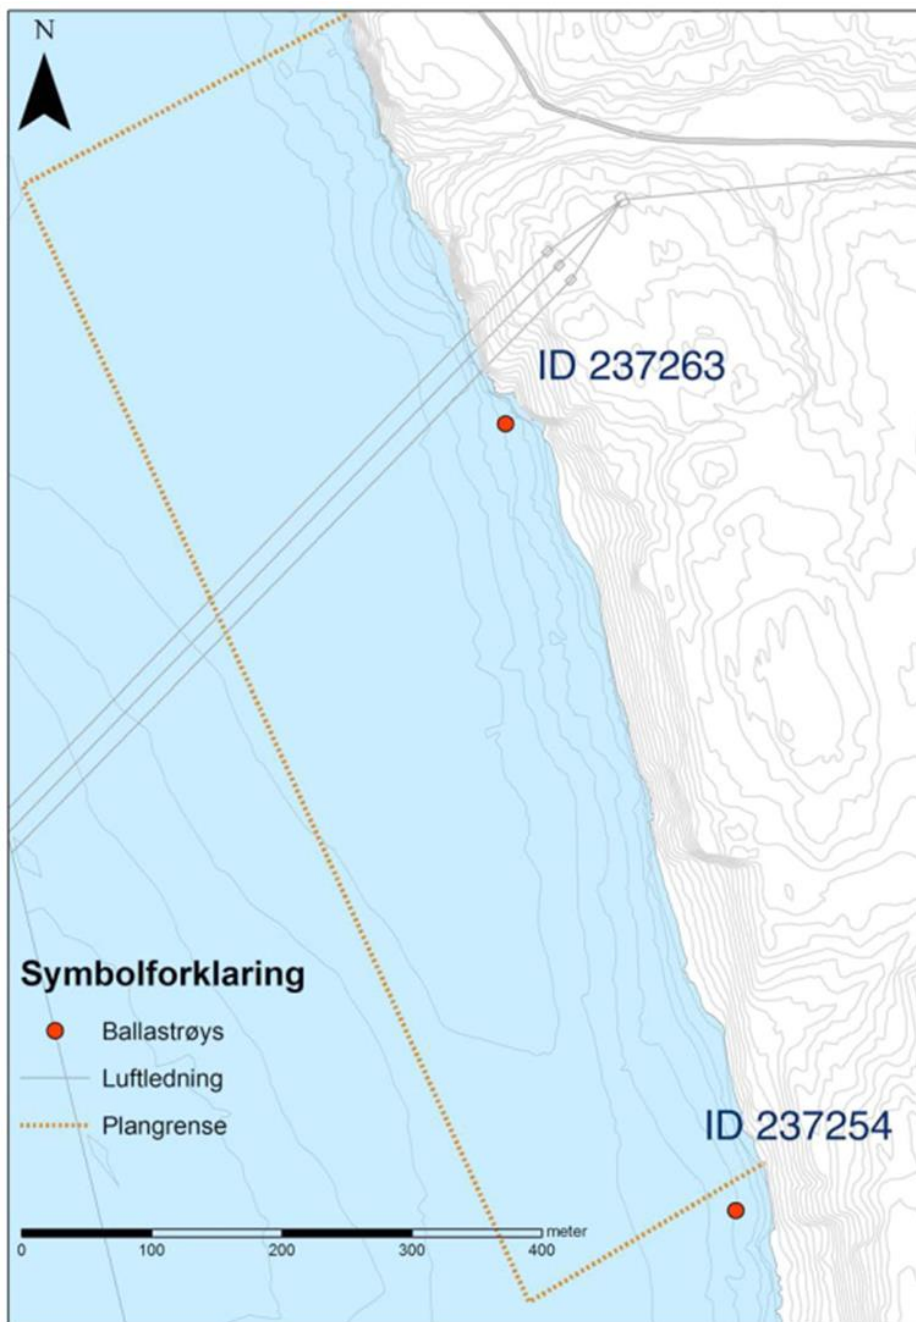 N
ID 237263
Symbolforklaring
Ballastrøys
Luftledning
Plangrense
ID 237254
meter
0 100 200 300 400